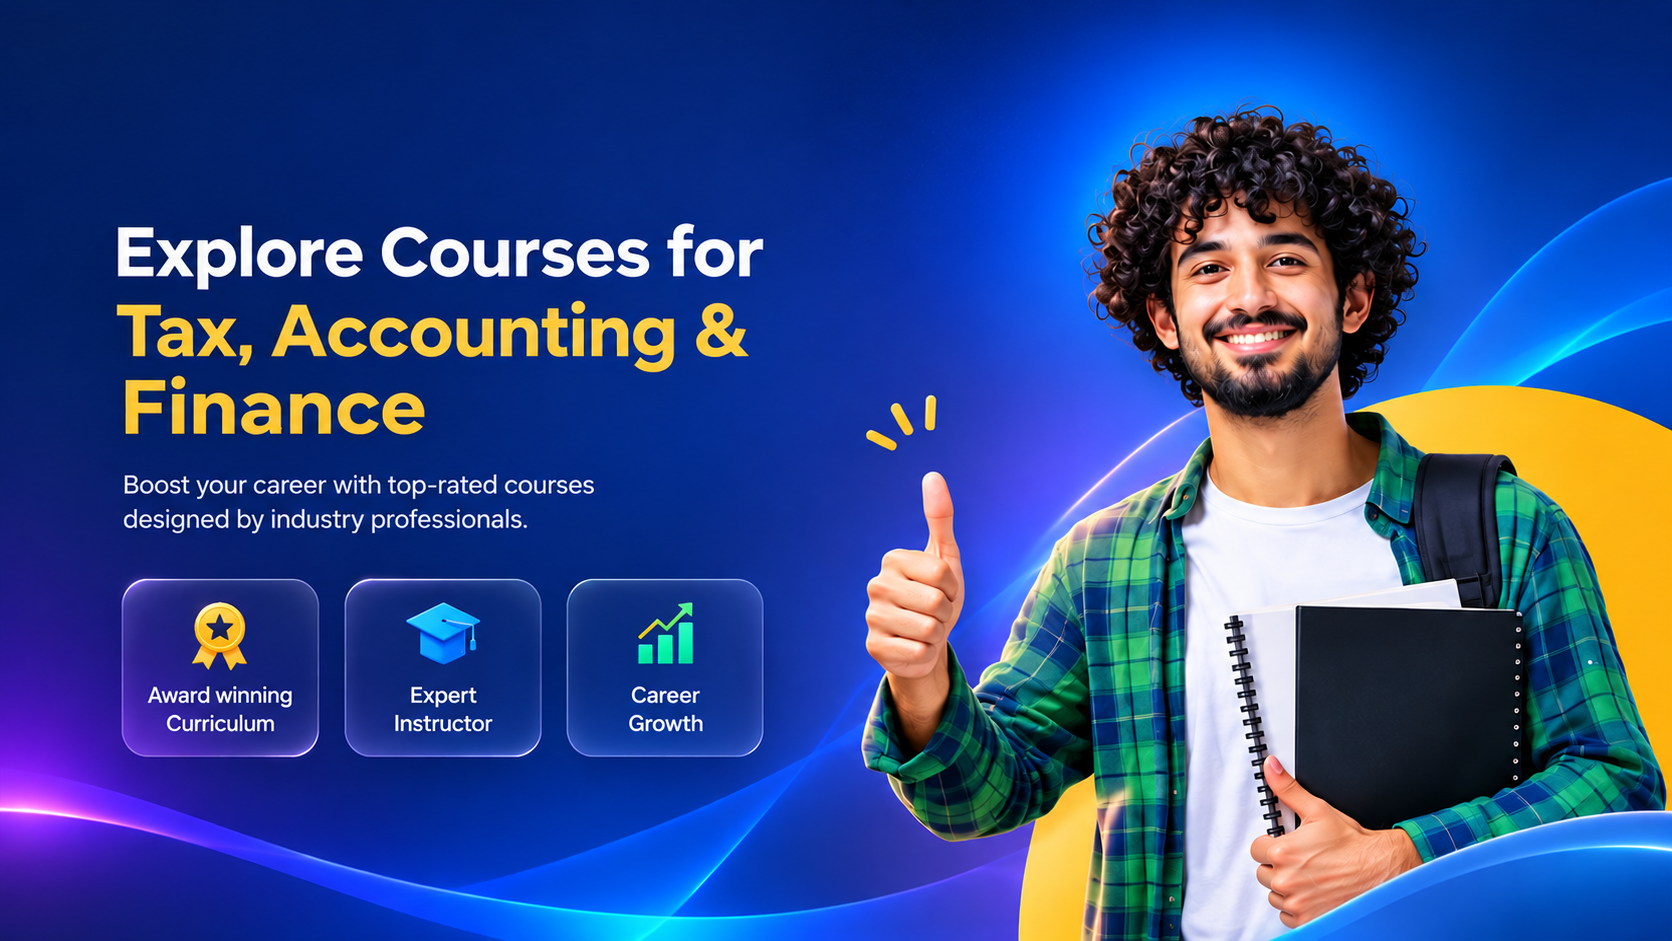 Explore Courses for
Tax, Accounting &
Finance
Boost your career with top-rated courses
designed by industry professionals.
Award winning
Curriculum
Expert
Instructor
Career
Growth